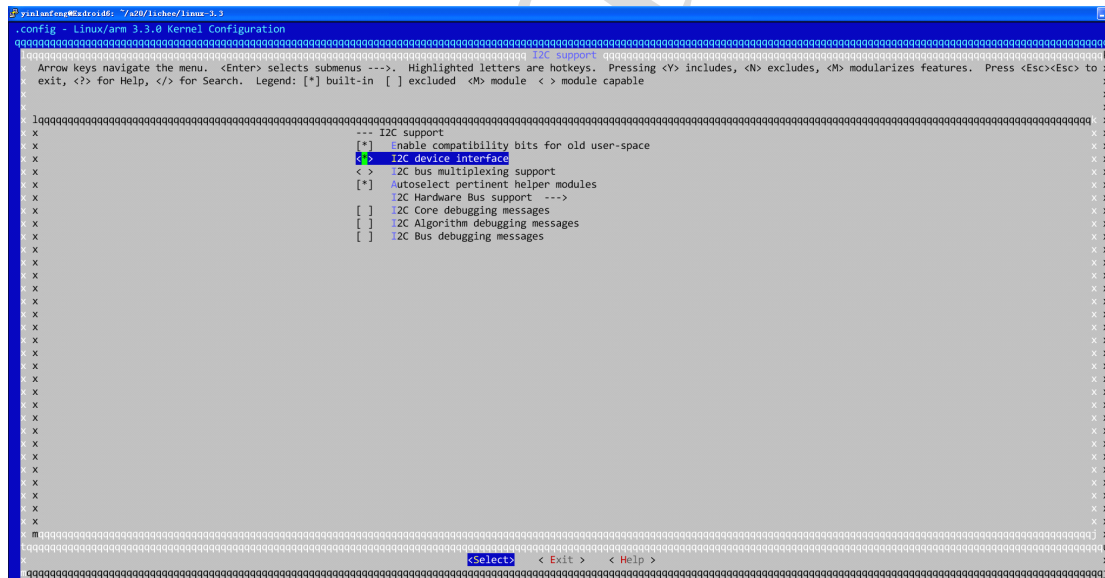 yinlanfeng@Exdroid6: ~/a20/lichee/linux-3.3
.config - Linux/arm 3.3.0 Kernel Configuration
I2C support
Arrow keys navigate the menu.  <Enter> selects submenus --->.  Highlighted letters are hotkeys.  Pressing <Y> includes, <N> excludes, <M> modularizes features.  Press <Esc><Esc> to
exit, <?> for Help, </> for Search.  Legend: [*] built-in  [ ] excluded  <M> module  < > module capable
--- I2C support
[*]   Enable compatibility bits for old user-space
<*>   I2C device interface
< >   I2C bus multiplexing support
[*]   Autoselect pertinent helper modules
I2C Hardware Bus support  --->
[ ]   I2C Core debugging messages
[ ]   I2C Algorithm debugging messages
[ ]   I2C Bus debugging messages
<Select>    < Exit >    < Help >